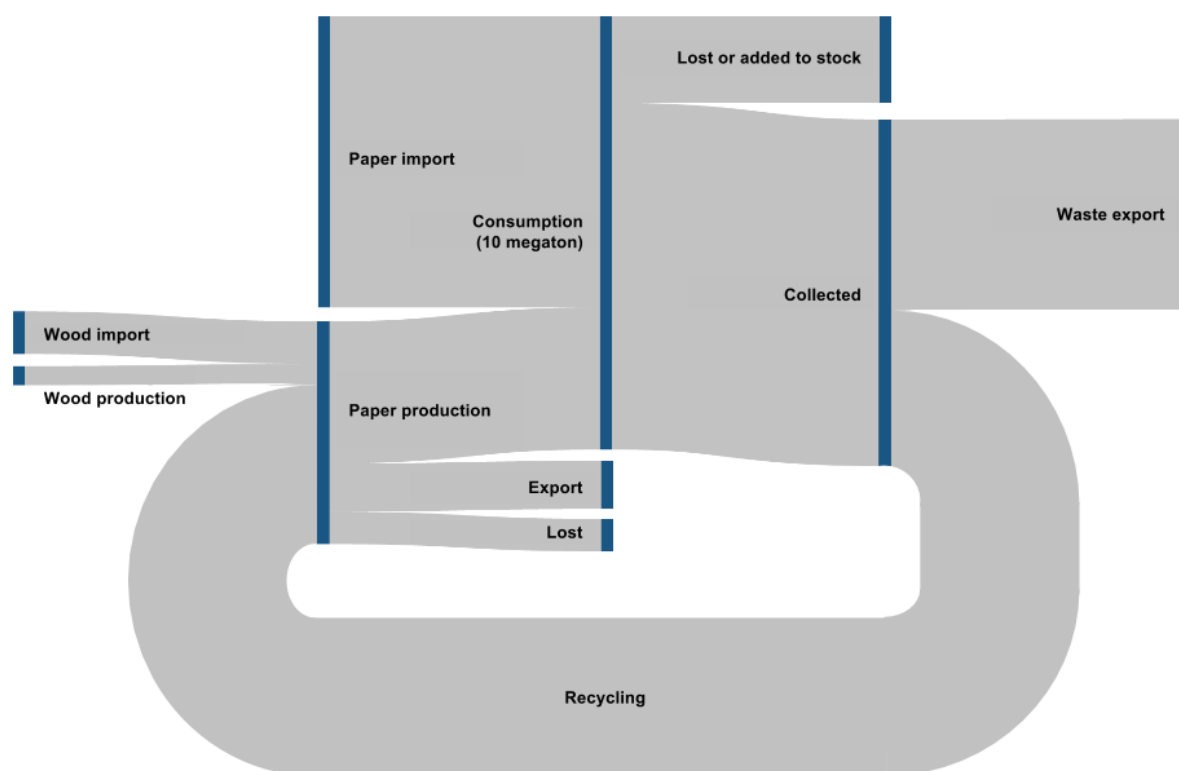 Lost or added to stock
Paper import
Consumption
(10 megaton)
Waste export
Collected
Wood import
Wood production
Paper production
Export
Lost
Recycling